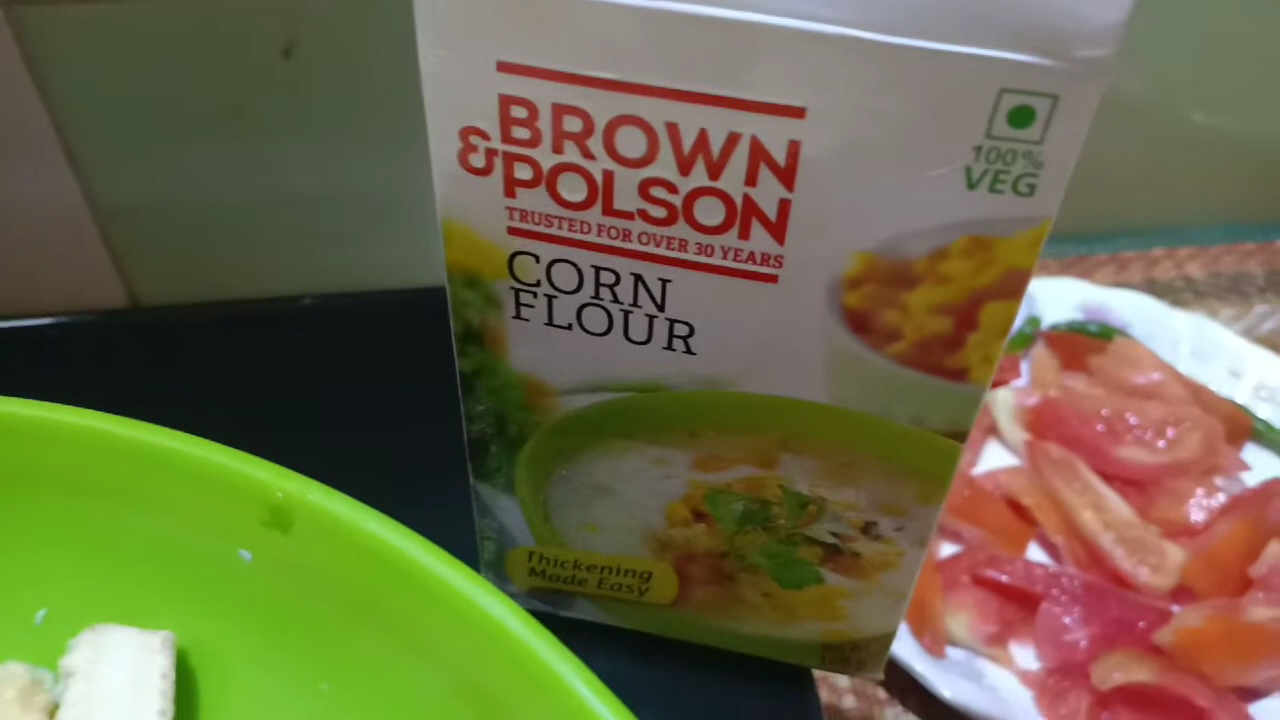 BROWN
&POLSON
TRUSTED FOR OVER 30 YEARS
CORN
FLOUR
100%
VEG
Thickening
Made Easy